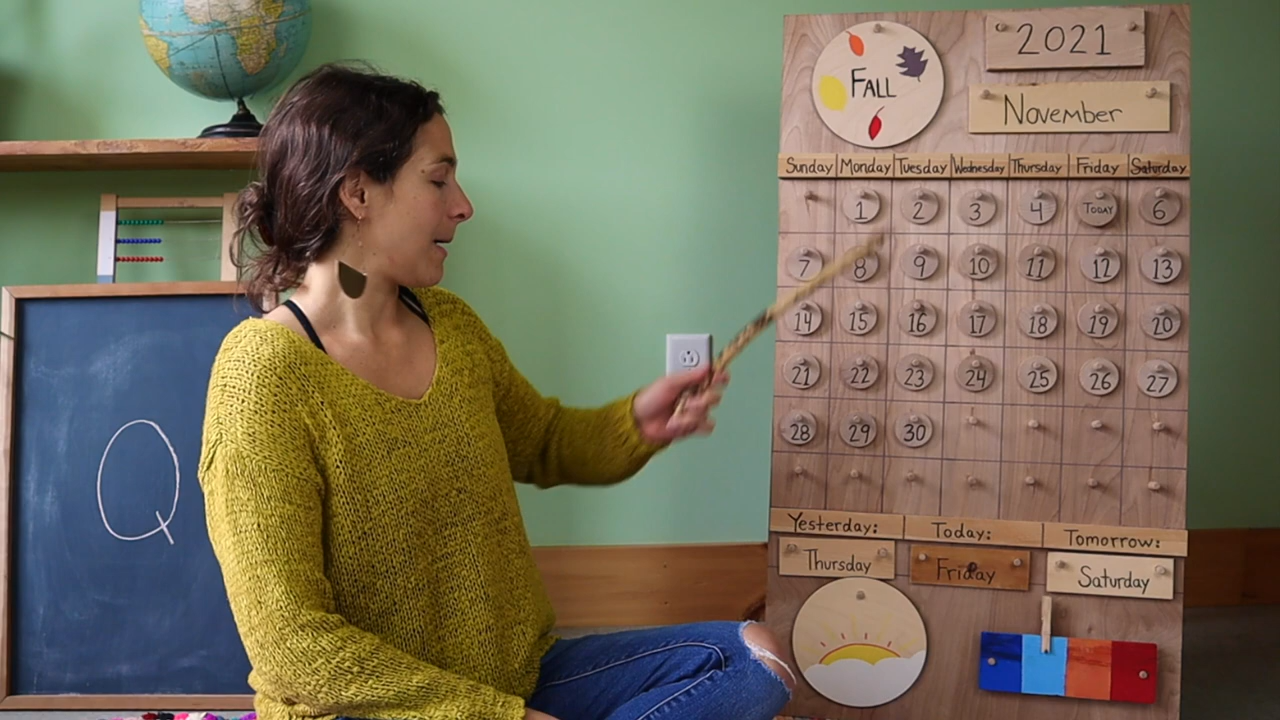 2021
FALL
November
Sunday Monday Tuesday Wednesday Thursday Friday Saturday
1 2 3 4 TODAY 6
7 8 9 10 11 12 13
14 15 16 17 18 19 20
21 22 23 24 25 26 27
28 29 30
Yesterday: Today: Tomorrow:
Thursday Friday Saturday
Q